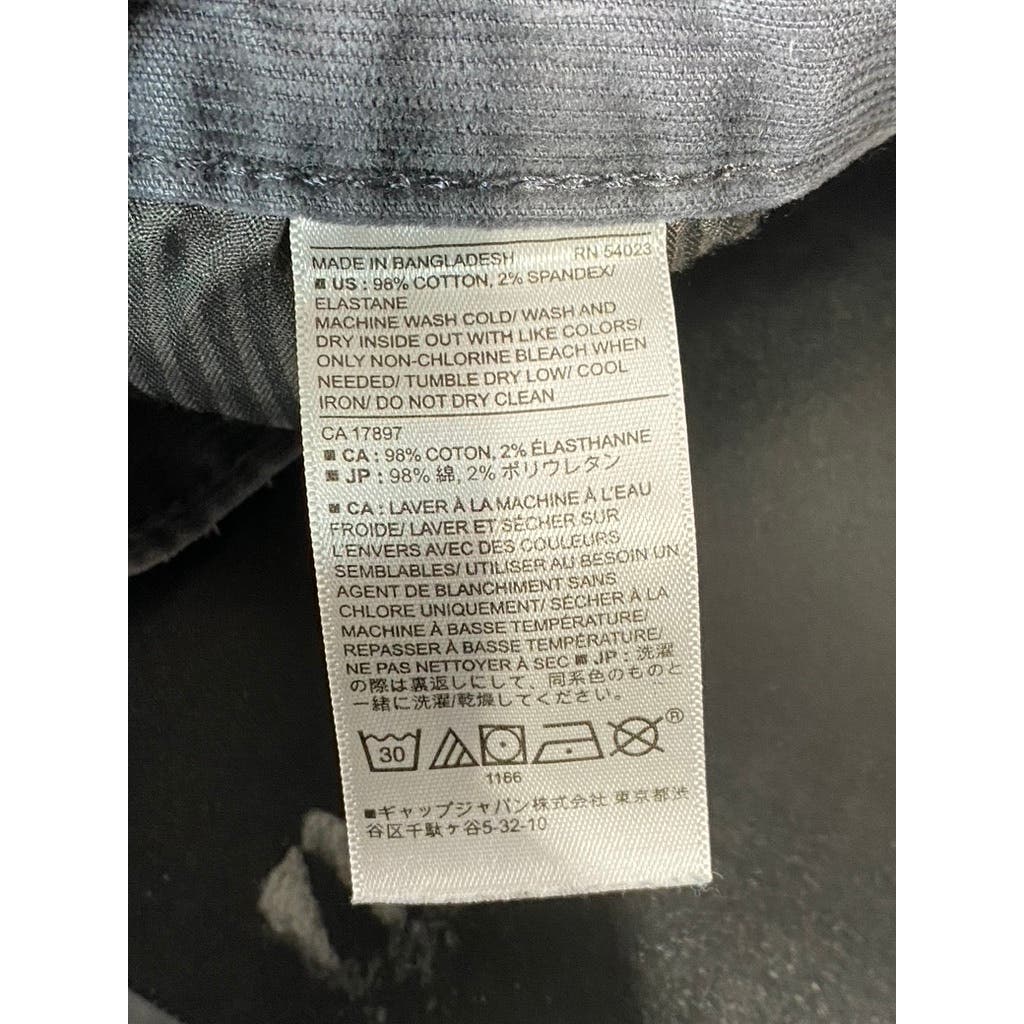 MADE IN BANGLADESH RN 54023
■ US : 98% COTTON, 2% SPANDEX/
ELASTANE
MACHINE WASH COLD/ WASH AND
DRY INSIDE OUT WITH LIKE COLORS/
ONLY NON-CHLORINE BLEACH WHEN
NEEDED/ TUMBLE DRY LOW/ COOL
IRON/ DO NOT DRY CLEAN
CA 17897
■ CA : 98% COTON, 2% ÉLASTHANNE
■ JP : 98% 綿, 2% ポリウレタン
■ CA : LAVER À LA MACHINE À L'EAU
FROIDE/ LAVER ET SÉCHER SUR
L'ENVERS AVEC DES COULEURS
SEMBLABLES/ UTILISER AU BESOIN UN
AGENT DE BLANCHIMENT SANS
CHLORE UNIQUEMENT/ SÉCHER À LA
MACHINE À BASSE TEMPÉRATURE/
REPASSER À BASSE TEMPÉRATURE/
NE PAS NETTOYER À SEC ■ JP : 洗濯
の際は裏返しにして、同系色のものと
一緒に洗濯/乾燥してください。
30 ®
1166
■ギャップジャパン株式会社 東京都渋
谷区千駄ケ谷5-32-10